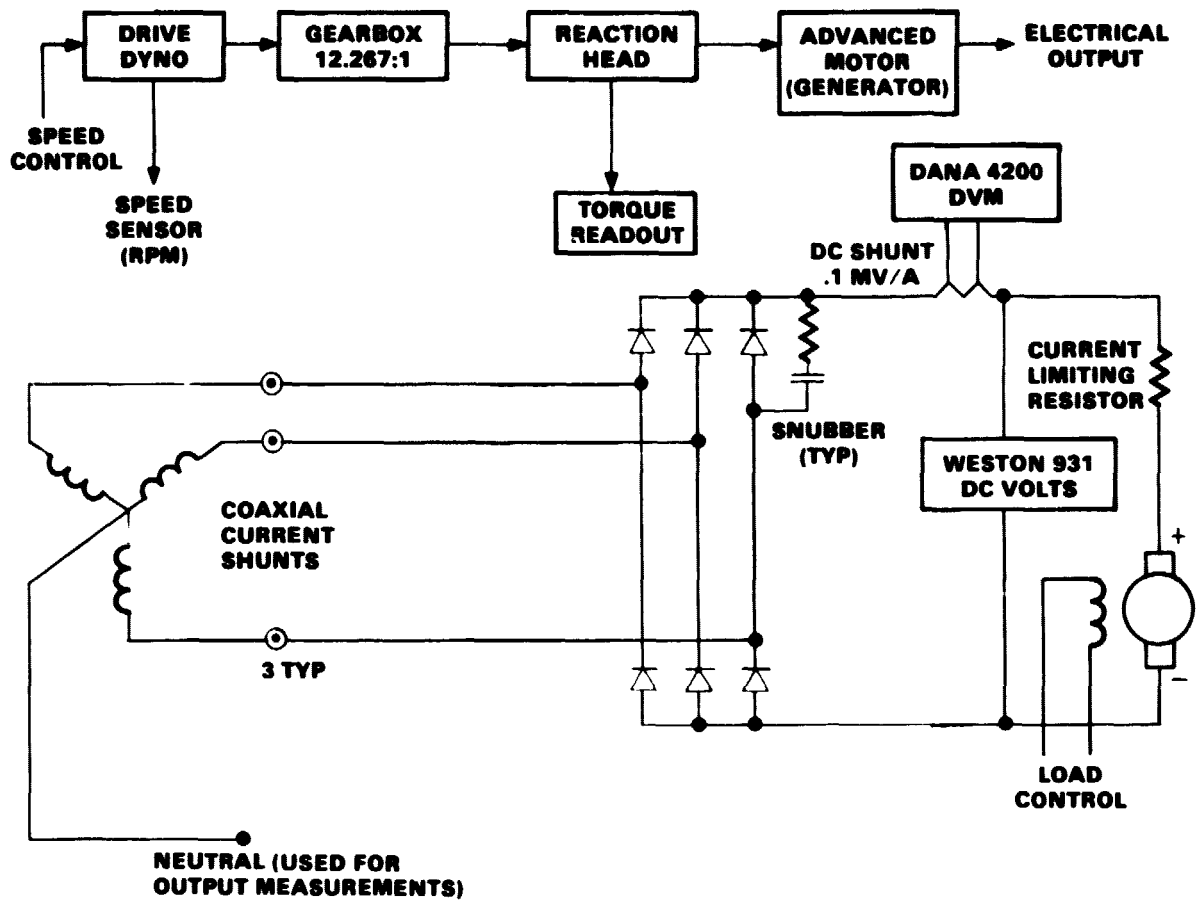 DRIVE
DYNO
GEARBOX
12.267:1
REACTION
HEAD
ADVANCED
MOTOR
(GENERATOR)
ELECTRICAL
OUTPUT
SPEED
CONTROL
SPEED
SENSOR
(RPM)
TORQUE
READOUT
DANA 4200
DVM
DC SHUNT
.1 MV/A
CURRENT
LIMITING
RESISTOR
SNUBBER
(TYP)
WESTON 931
DC VOLTS
COAXIAL
CURRENT
SHUNTS
+
3 TYP
−
LOAD
CONTROL
NEUTRAL (USED FOR
OUTPUT MEASUREMENTS)